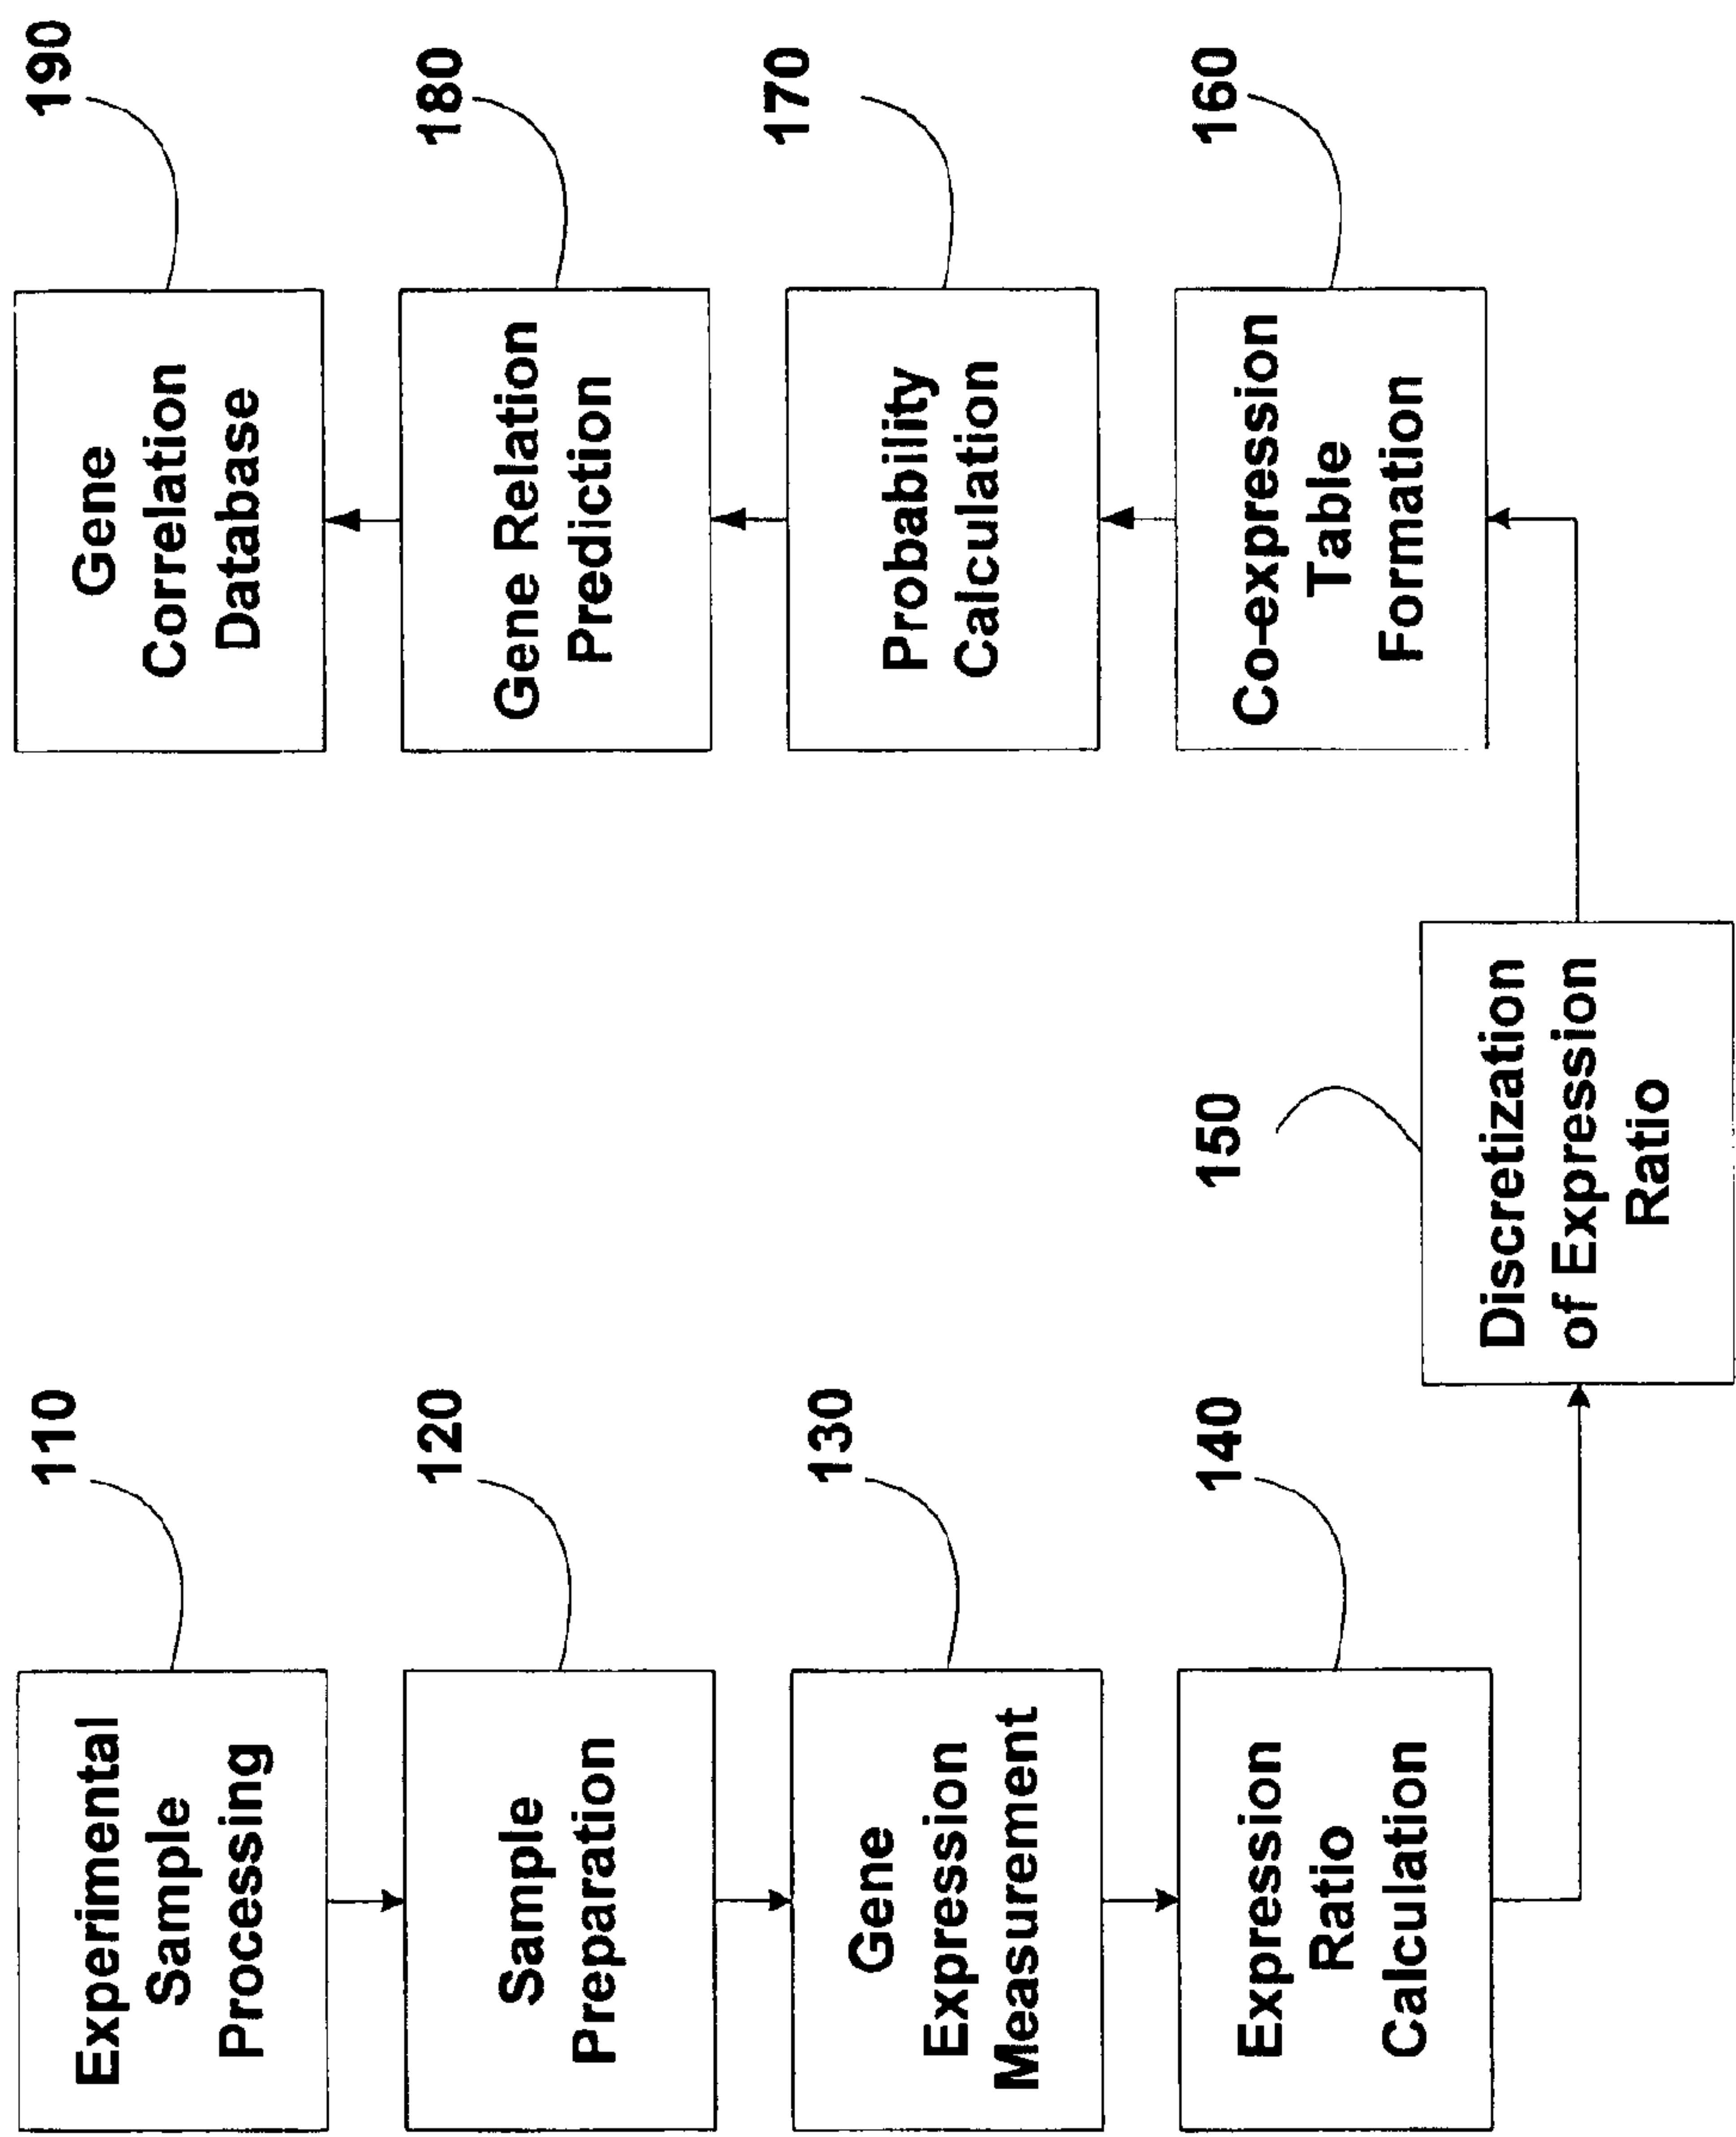 110
Experimental
Sample
Processing
120
Sample
Preparation
130
Gene
Expression
Measurement
140
Expression
Ratio
Calculation
150
Discretization
of Expression
Ratio
160
Co-expression
Table
Formation
170
Probability
Calculation
180
Gene Relation
Prediction
190
Gene
Correlation
Database